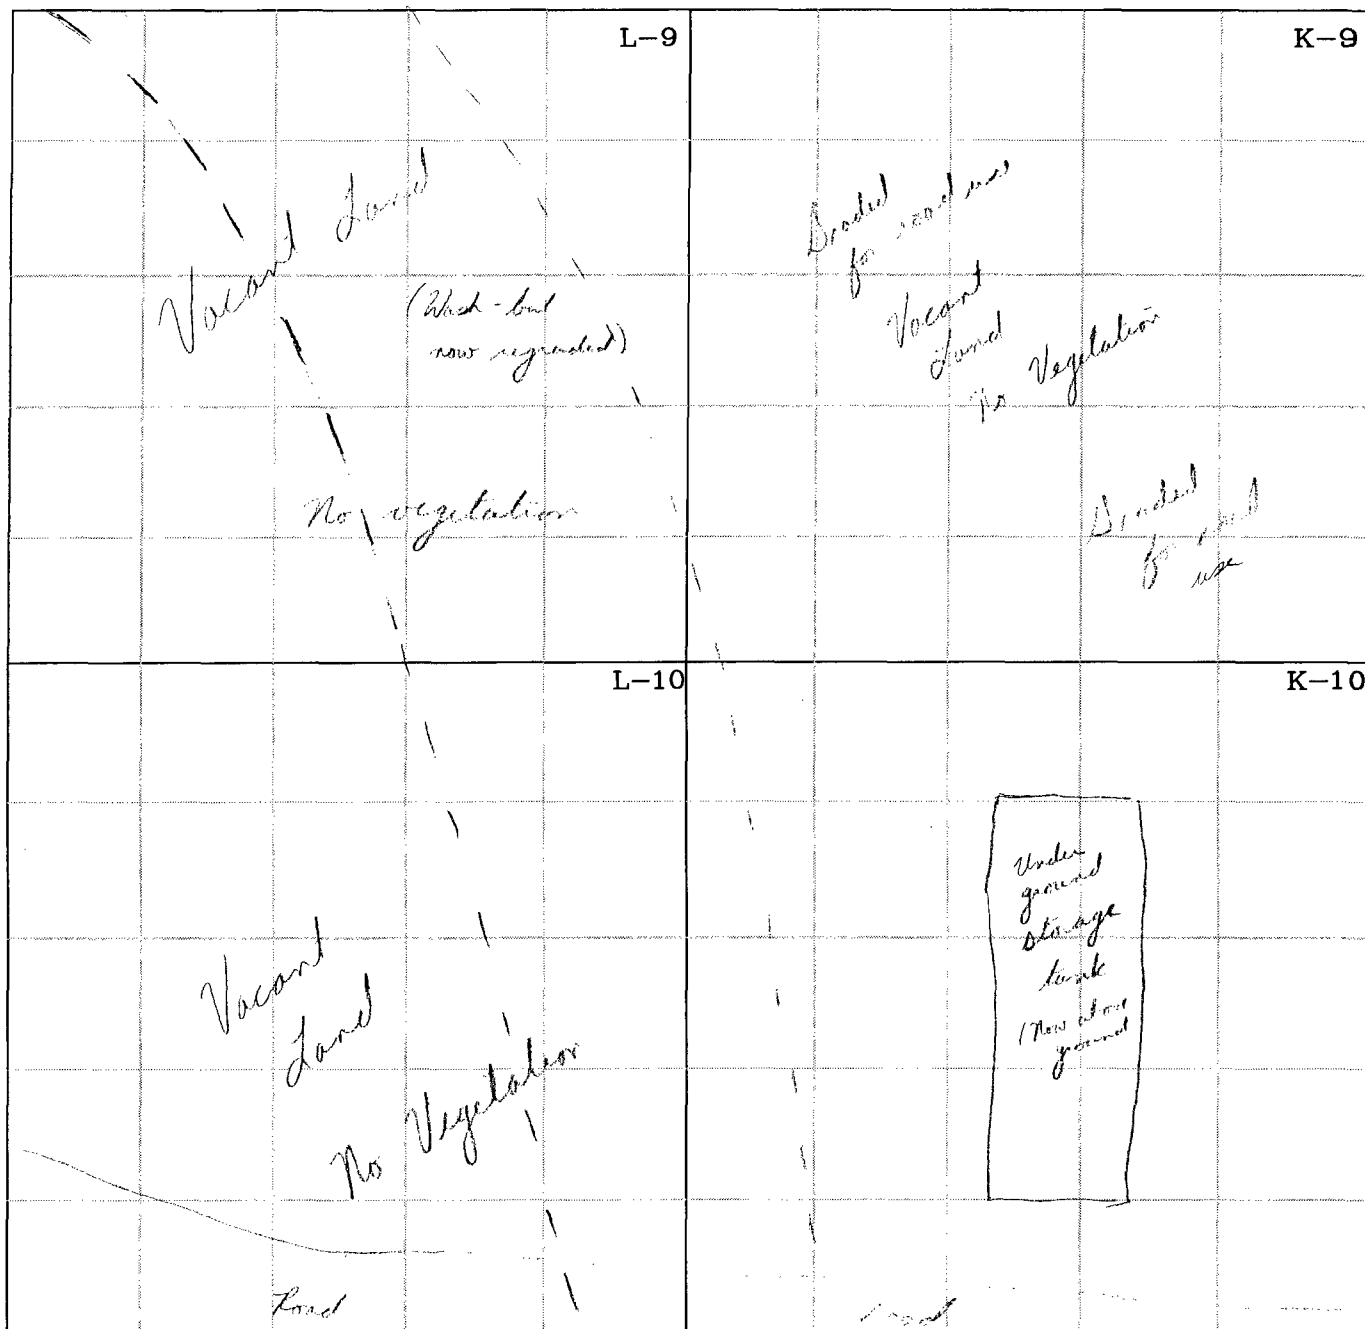 L-9
Vacant Land
(Wash - but
now regraded)
No vegetation
K-9
Graded
for road use
Vacant
Land
No Vegetation
Graded
for road
use
L-10
Vacant
Land
No Vegetation
Road
K-10
Under
ground
storage
tank
(Now above
ground
road